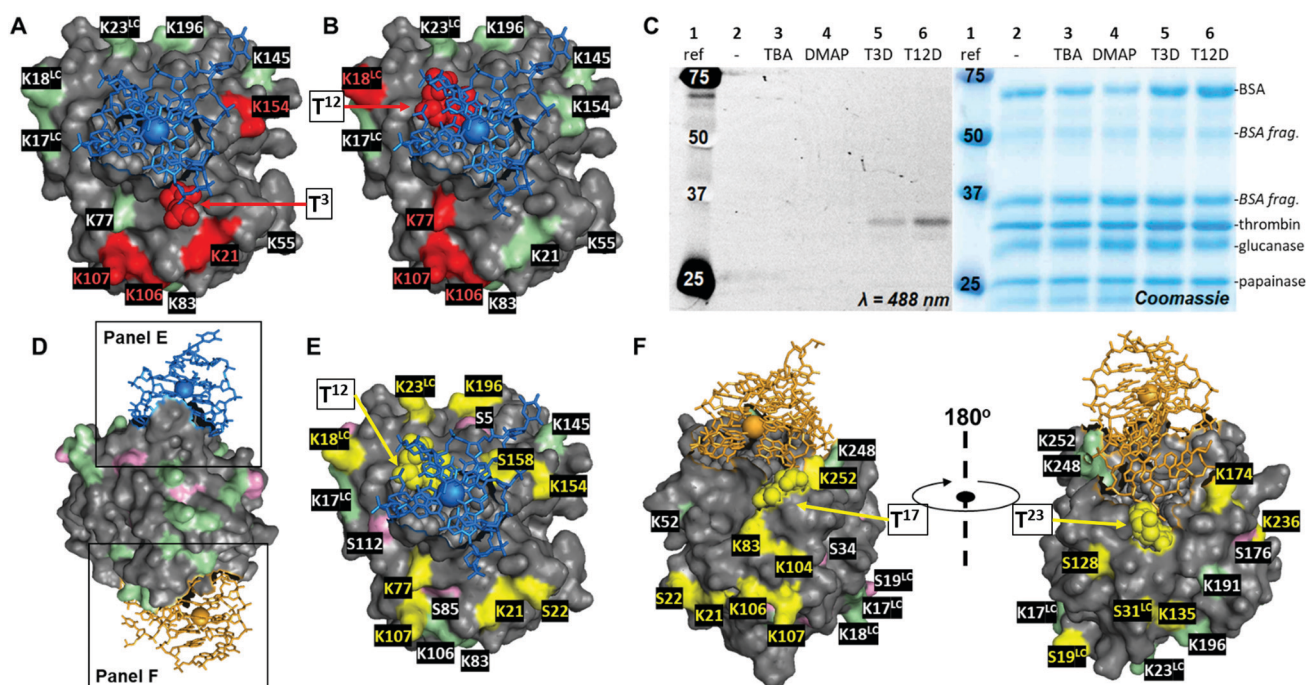 A
K23LC
K196
K18LC
K145
K154
K17LC
T3
K77
K55
K21
K107
K106
K83
B
K23LC
K196
K18LC
K145
T12
K154
K17LC
K77
K55
K21
K107
K106
K83
C
1 2 3 4 5 6
ref - TBA DMAP T3D T12D
75
50
37
25
λ = 488 nm
1 2 3 4 5 6
ref - TBA DMAP T3D T12D
75
50
37
25
BSA
BSA frag.
BSA frag.
thrombin
glucanase
papainase
Coomassie
D
Panel E
Panel F
E
K23LC
K196
T12
S5
K145
K18LC
S158
K17LC
K154
S112
K77
S85
K21
S22
K107
K106
K83
F
K248
K252
T17
K52
K83
S34
K104
S22
K21
K106
K107
S19LC
K17LC
K18LC
180o
K252
K248
K174
T23
K236
S176
S128
K191
K17LC
S31LC
K135
K196
S19LC
K23LC